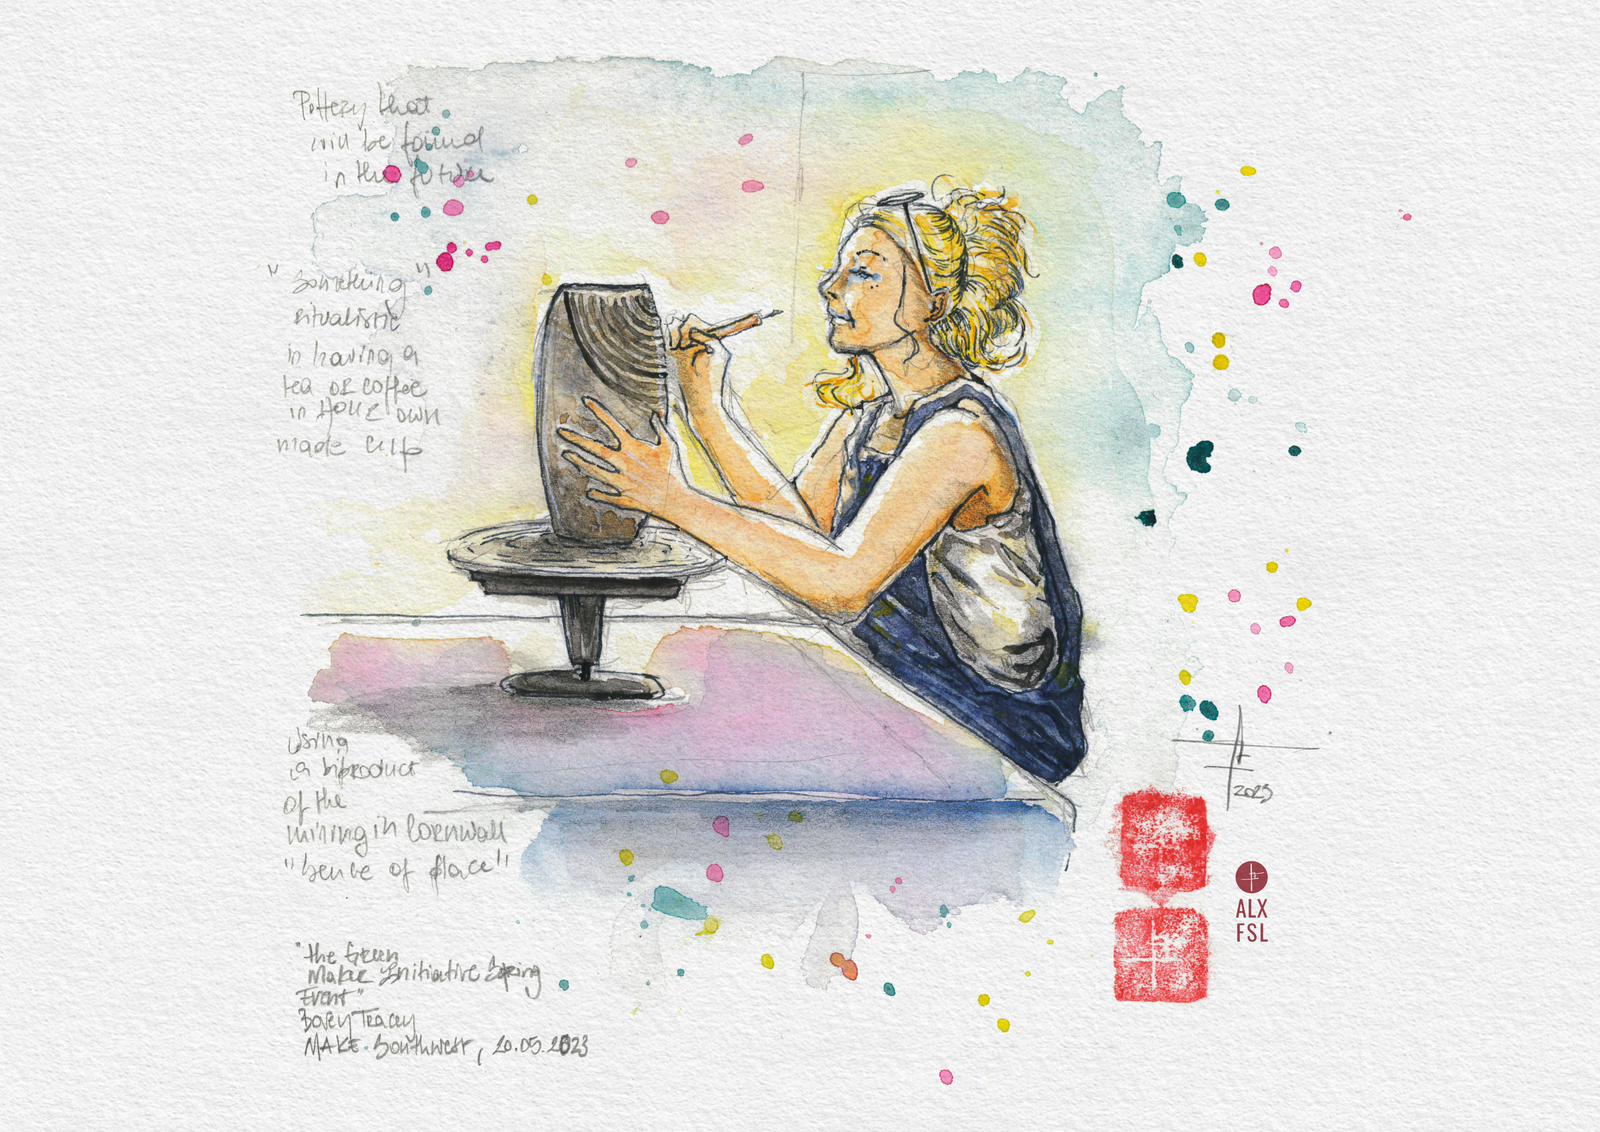 Pottery that
will be found
in the future
"Something"
ritualistic
in having a
tea or coffee
in your own
made cup
Using
a biproduct
of the
mining in Cornwall
"Sence of place"
"The Green
Maker Initiative Spring
Event"
Bovey Tracey
MAKE Southwest, 20.05.2023
2023
ALX
FSL